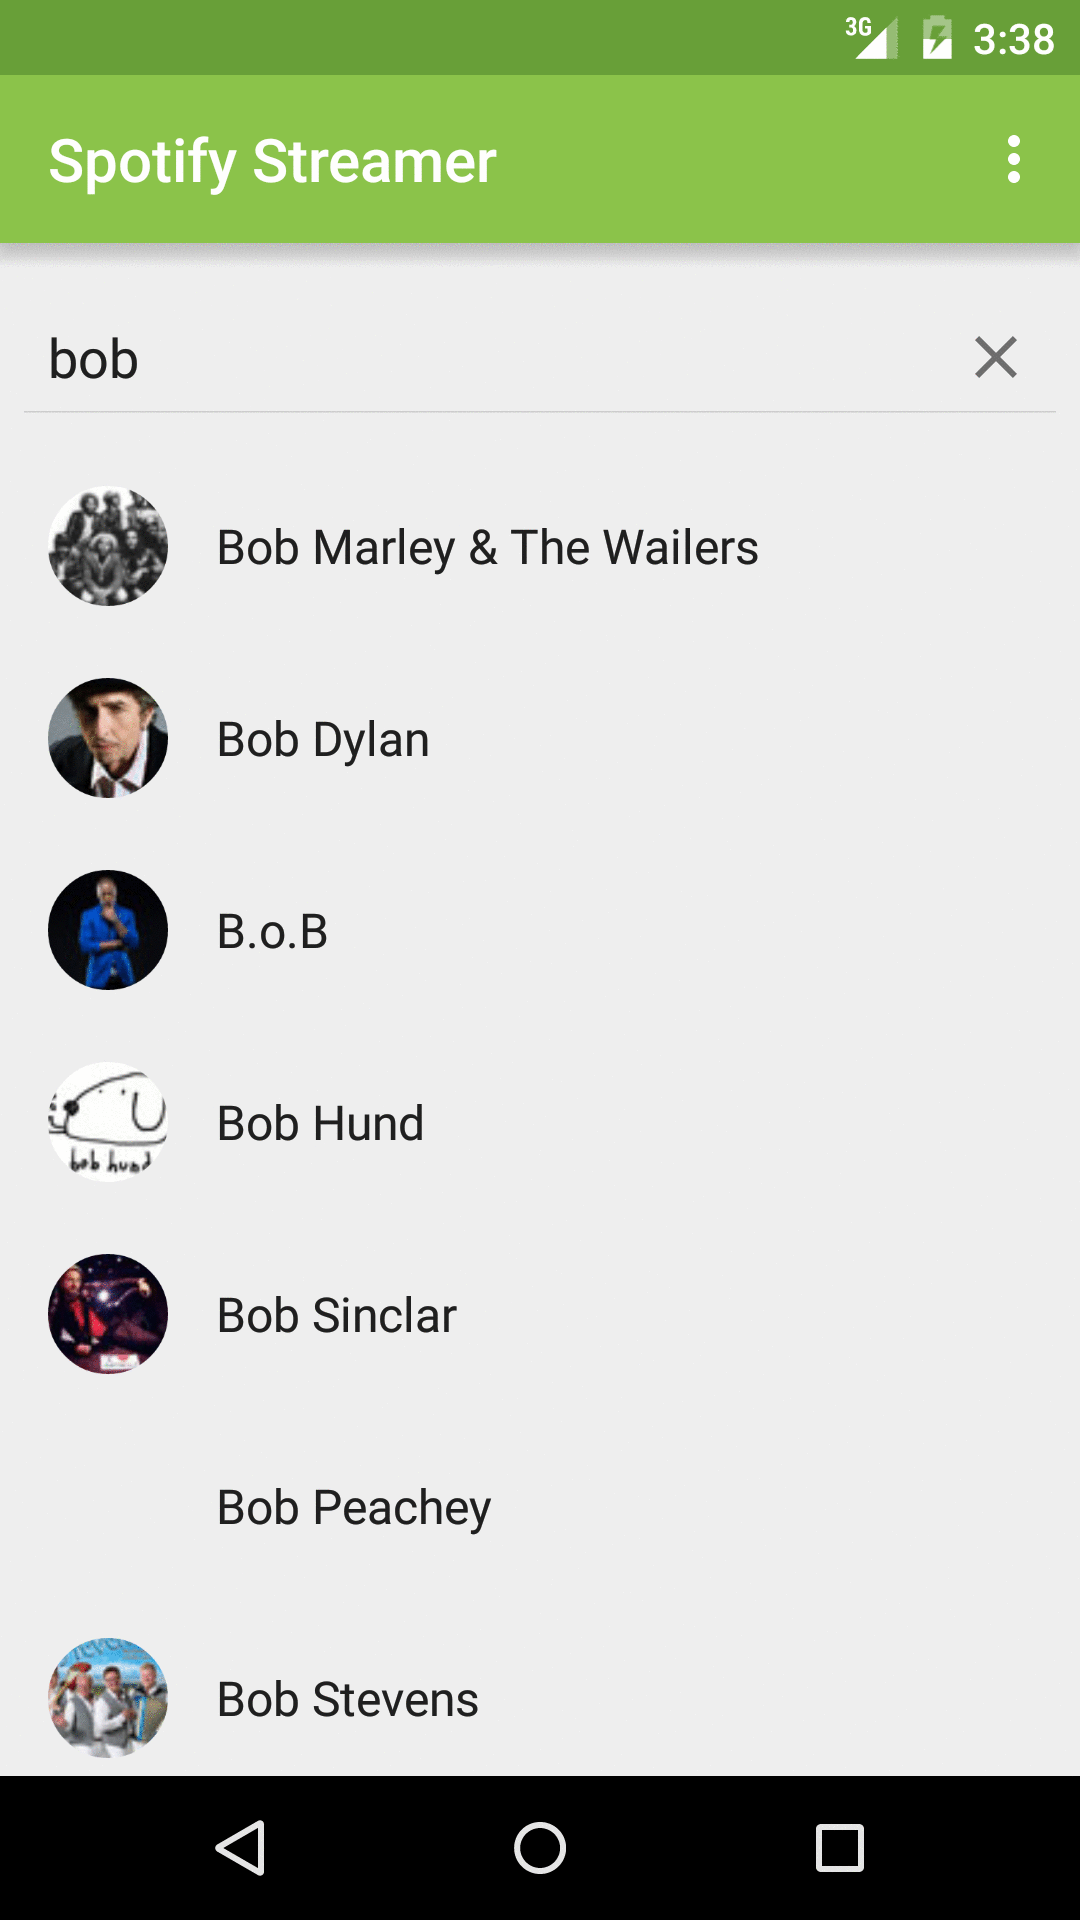 3G 3:38
Spotify Streamer
bob
Bob Marley & The Wailers
Bob Dylan
B.o.B
bob hund
Bob Hund
Bob Sinclar
Bob Peachey
Bob Stevens